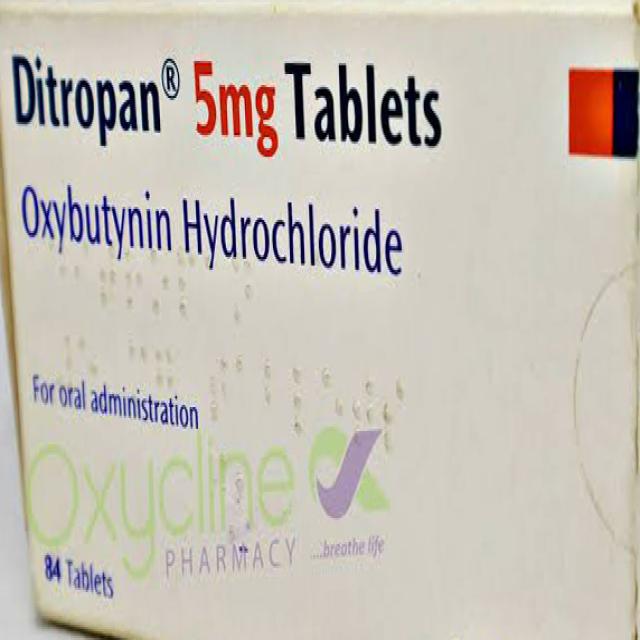 Ditropan® 5mg Tablets
Oxybutynin Hydrochloride
For oral administration
Oxycline
PHARMACY ....breathe life
84 Tablets